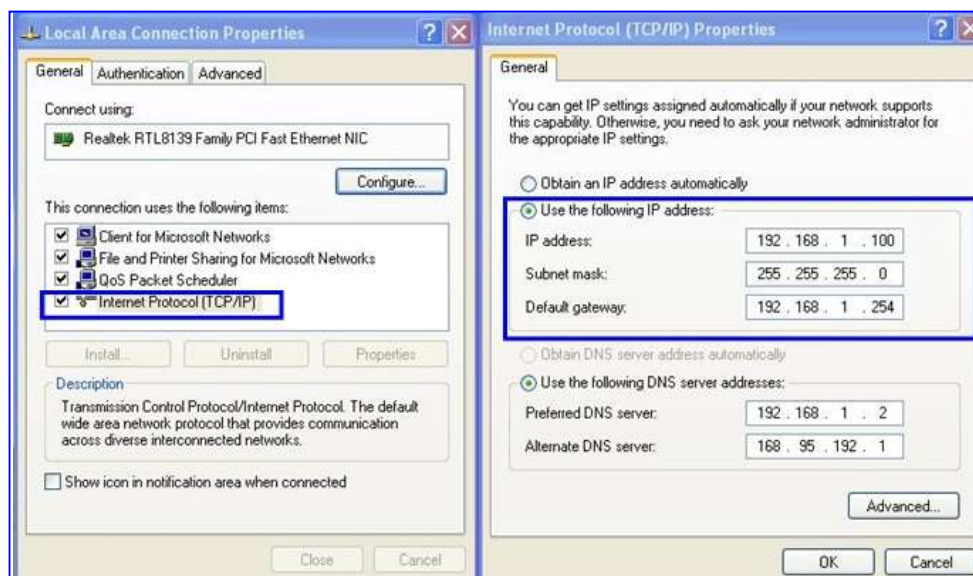 Local Area Connection Properties
General
Authentication
Advanced
Connect using:
Realtek RTL8139 Family PCI Fast Ethernet NIC
Configure...
This connection uses the following items:
Client for Microsoft Networks
File and Printer Sharing for Microsoft Networks
QoS Packet Scheduler
Internet Protocol (TCP/IP)
Install...
Uninstall
Properties
Description
Transmission Control Protocol/Internet Protocol. The default
wide area network protocol that provides communication
across diverse interconnected networks.
Show icon in notification area when connected
Close
Cancel
Internet Protocol (TCP/IP) Properties
General
You can get IP settings assigned automatically if your network supports
this capability. Otherwise, you need to ask your network administrator for
the appropriate IP settings.
Obtain an IP address automatically
Use the following IP address:
IP address: 192 . 168 . 1 . 100
Subnet mask: 255 . 255 . 255 . 0
Default gateway: 192 . 168 . 1 . 254
Obtain DNS server address automatically
Use the following DNS server addresses:
Preferred DNS server: 192 . 168 . 1 . 2
Alternate DNS server: 168 . 95 . 192 . 1
Advanced...
OK
Cancel